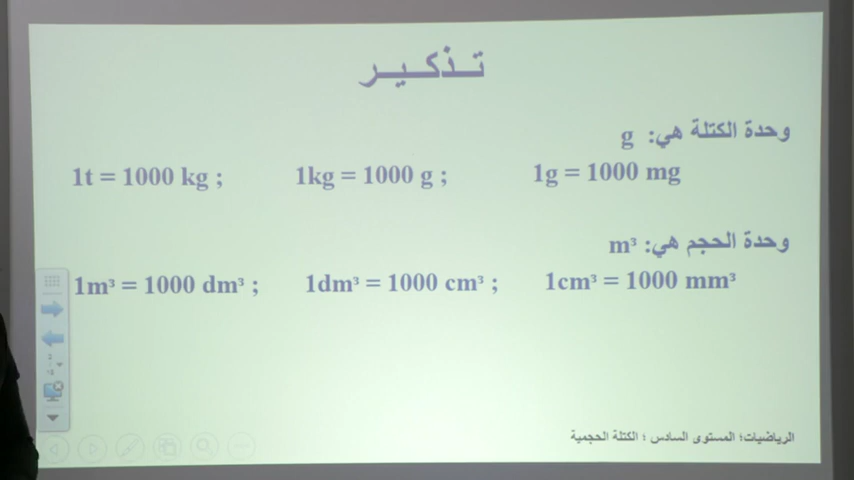 تـذكـيـر
وحدة الكتلة هي: g
1t = 1000 kg ; 1kg = 1000 g ; 1g = 1000 mg
وحدة الحجم هي: m³
1m³ = 1000 dm³ ; 1dm³ = 1000 cm³ ; 1cm³ = 1000 mm³
الرياضيات؛ المستوى السادس ؛ الكتلة الحجمية